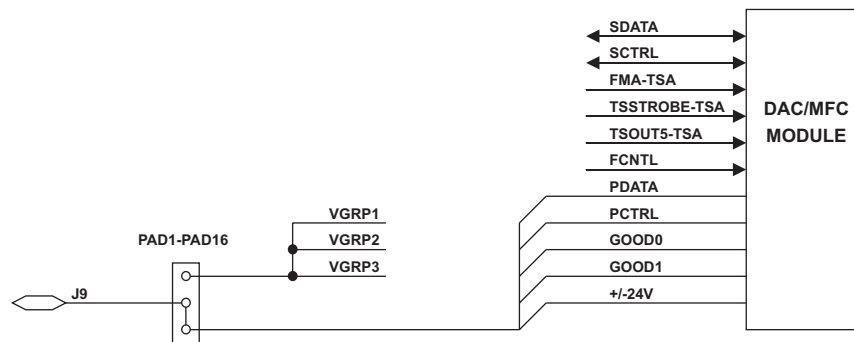 SDATA
SCTRL
FMA-TSA
TSSTROBE-TSA
TSOUT5-TSA
FCNTL
PDATA
PCTRL
GOOD0
GOOD1
+/-24V
DAC/MFC
MODULE
VGRP1
VGRP2
VGRP3
PAD1-PAD16
J9